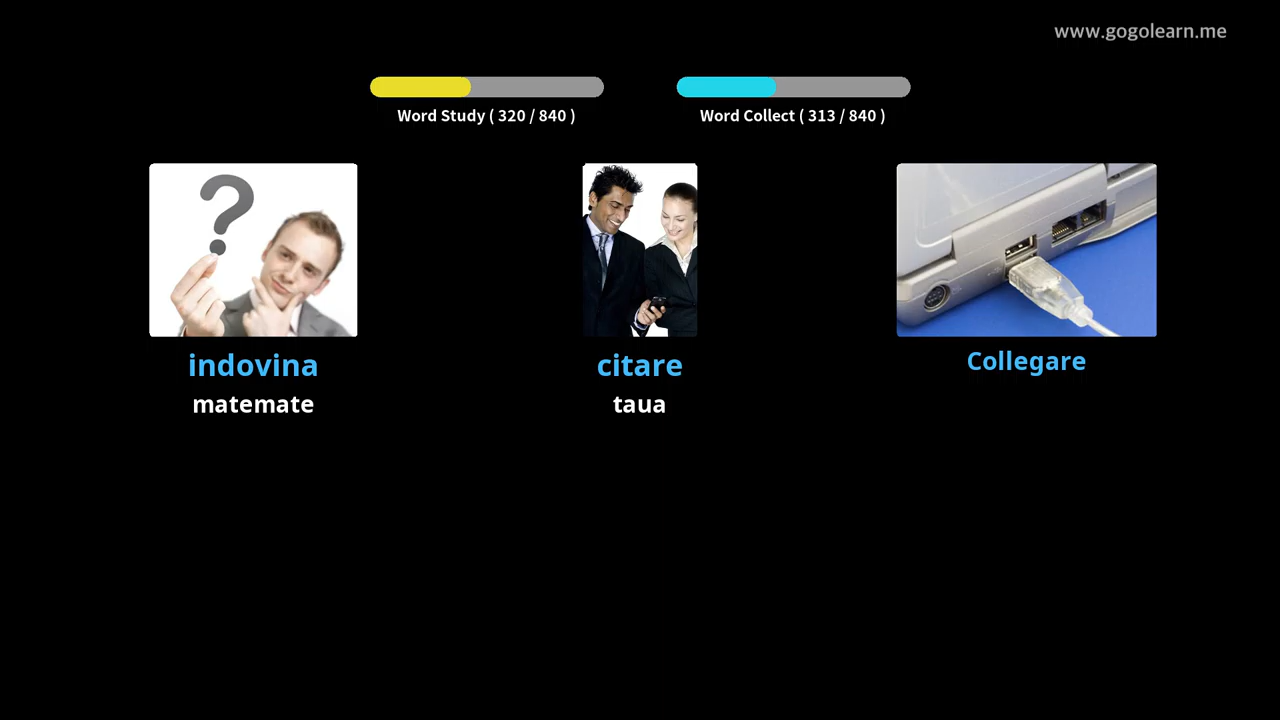 www.gogolearn.me
Word Study ( 320 / 840 )
Word Collect ( 313 / 840 )
indovina
matemate
citare
taua
Collegare